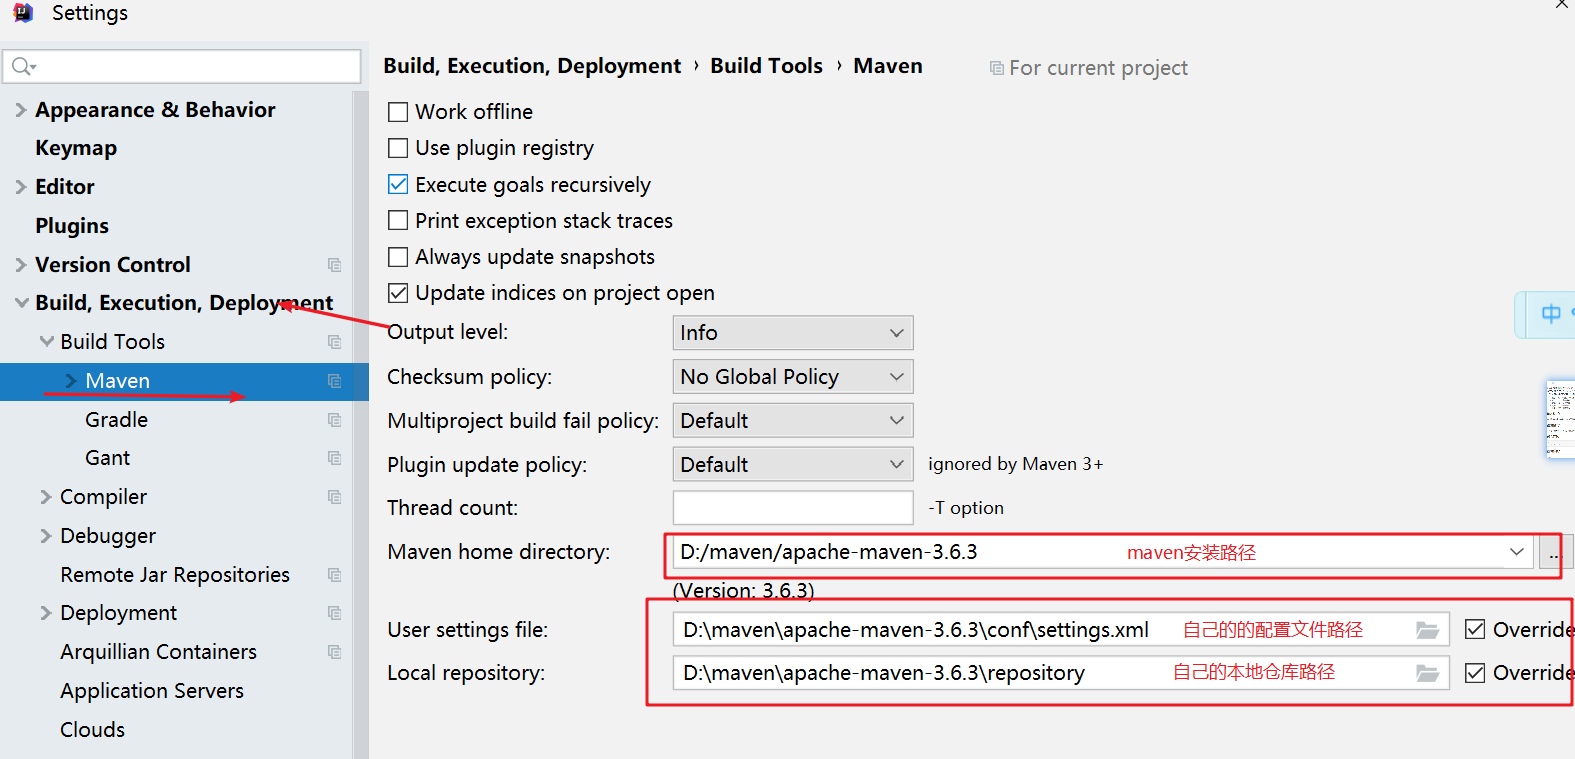 Settings
Appearance & Behavior
Keymap
Editor
Plugins
Version Control
Build, Execution, Deployment
Build Tools
Maven
Gradle
Gant
Compiler
Debugger
Remote Jar Repositories
Deployment
Arquillian Containers
Application Servers
Clouds
Build, Execution, Deployment › Build Tools › Maven For current project
Work offline
Use plugin registry
Execute goals recursively
Print exception stack traces
Always update snapshots
Update indices on project open
Output level: Info
Checksum policy: No Global Policy
Multiproject build fail policy: Default
Plugin update policy: Default ignored by Maven 3+
Thread count: -T option
Maven home directory: D:/maven/apache-maven-3.6.3 maven安装路径 ...
(Version: 3.6.3)
User settings file: D:\maven\apache-maven-3.6.3\conf\settings.xml 自己的的配置文件路径 Override
Local repository: D:\maven\apache-maven-3.6.3\repository 自己的本地仓库路径 Override
中